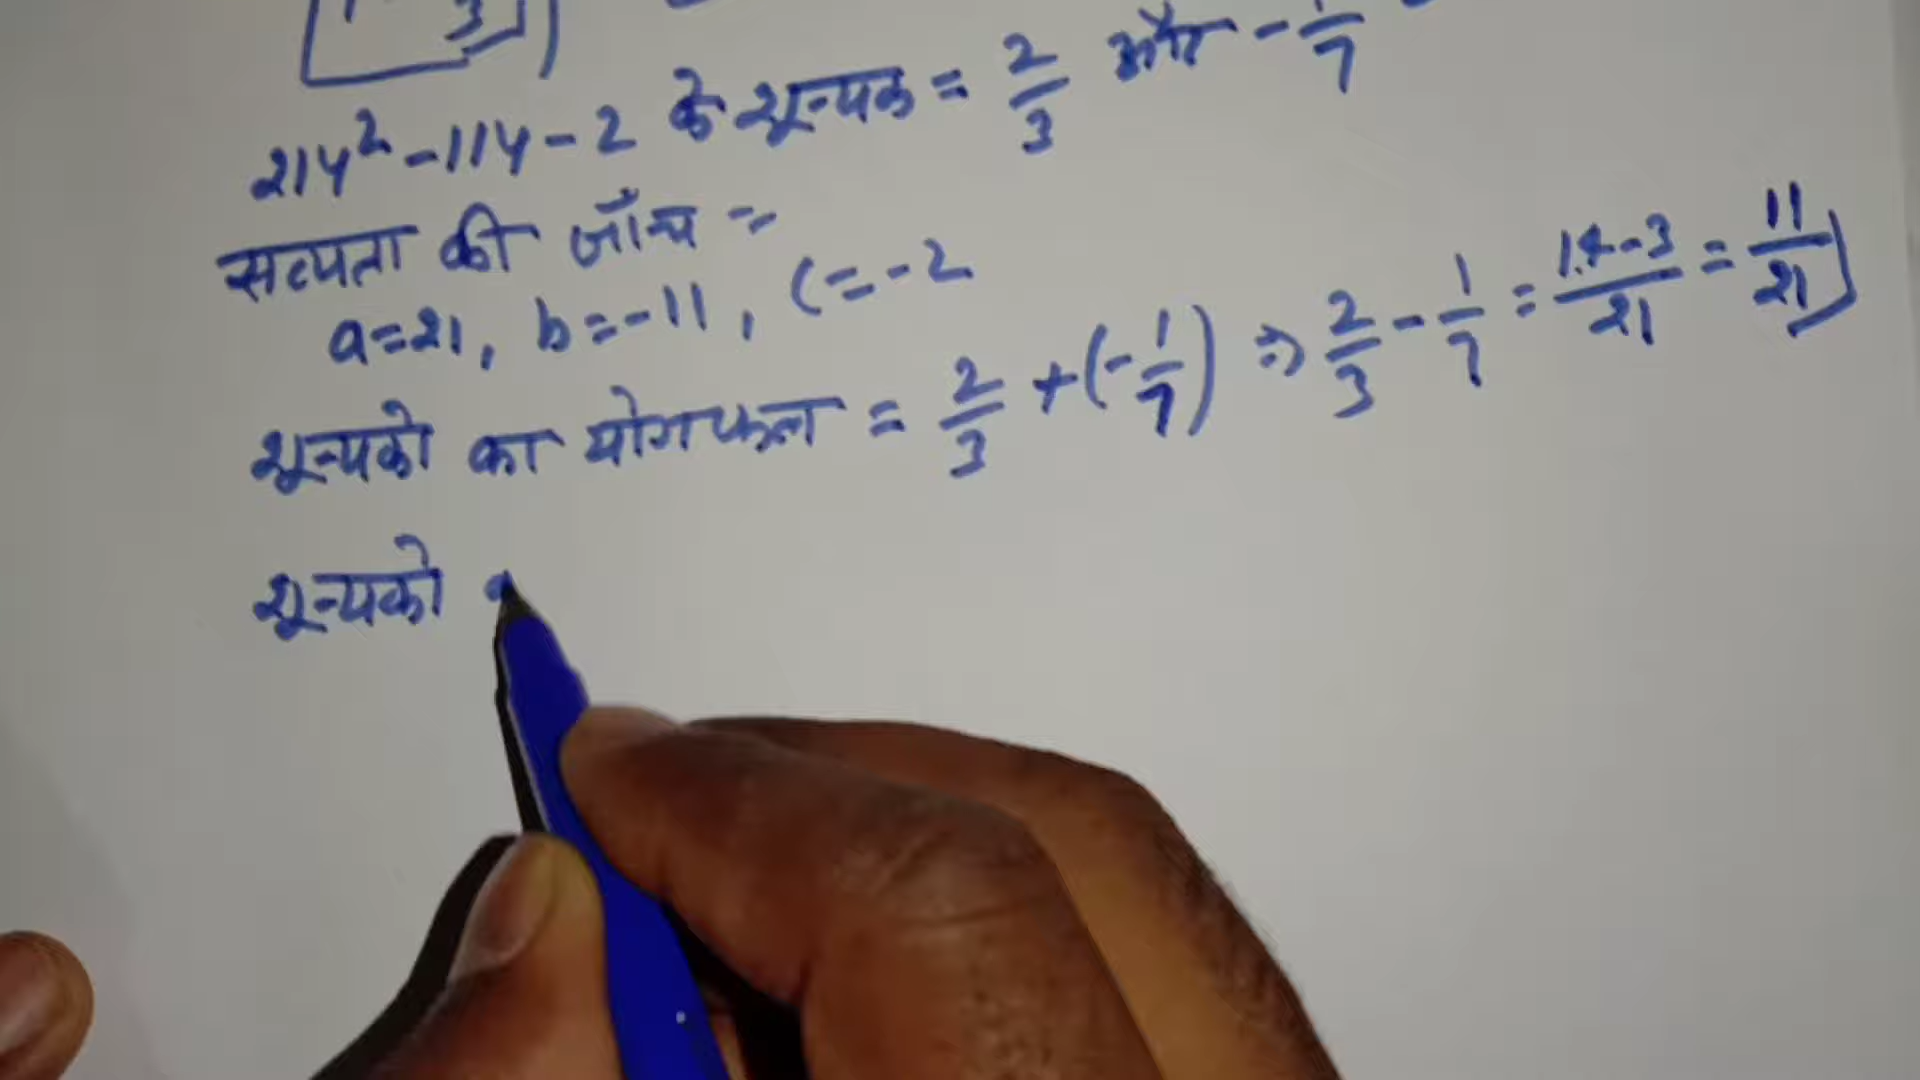 21y² - 11y - 2 के शून्यक = 2/3 और - 1/7
सत्यता की जाँच =
a = 21, b = -11, c = -2
शून्यको का योगफल = 2/3 + (-1/7) ⇒ 2/3 - 1/7 = 14-3/21 = 11/21
शून्यको